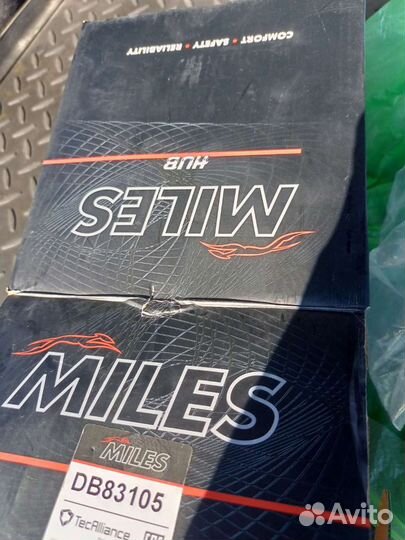 COMFORT • SAFETY • RELIABILITY
HUB
MILES
MILES
MILES
DB83105
TecAlliance
Avito